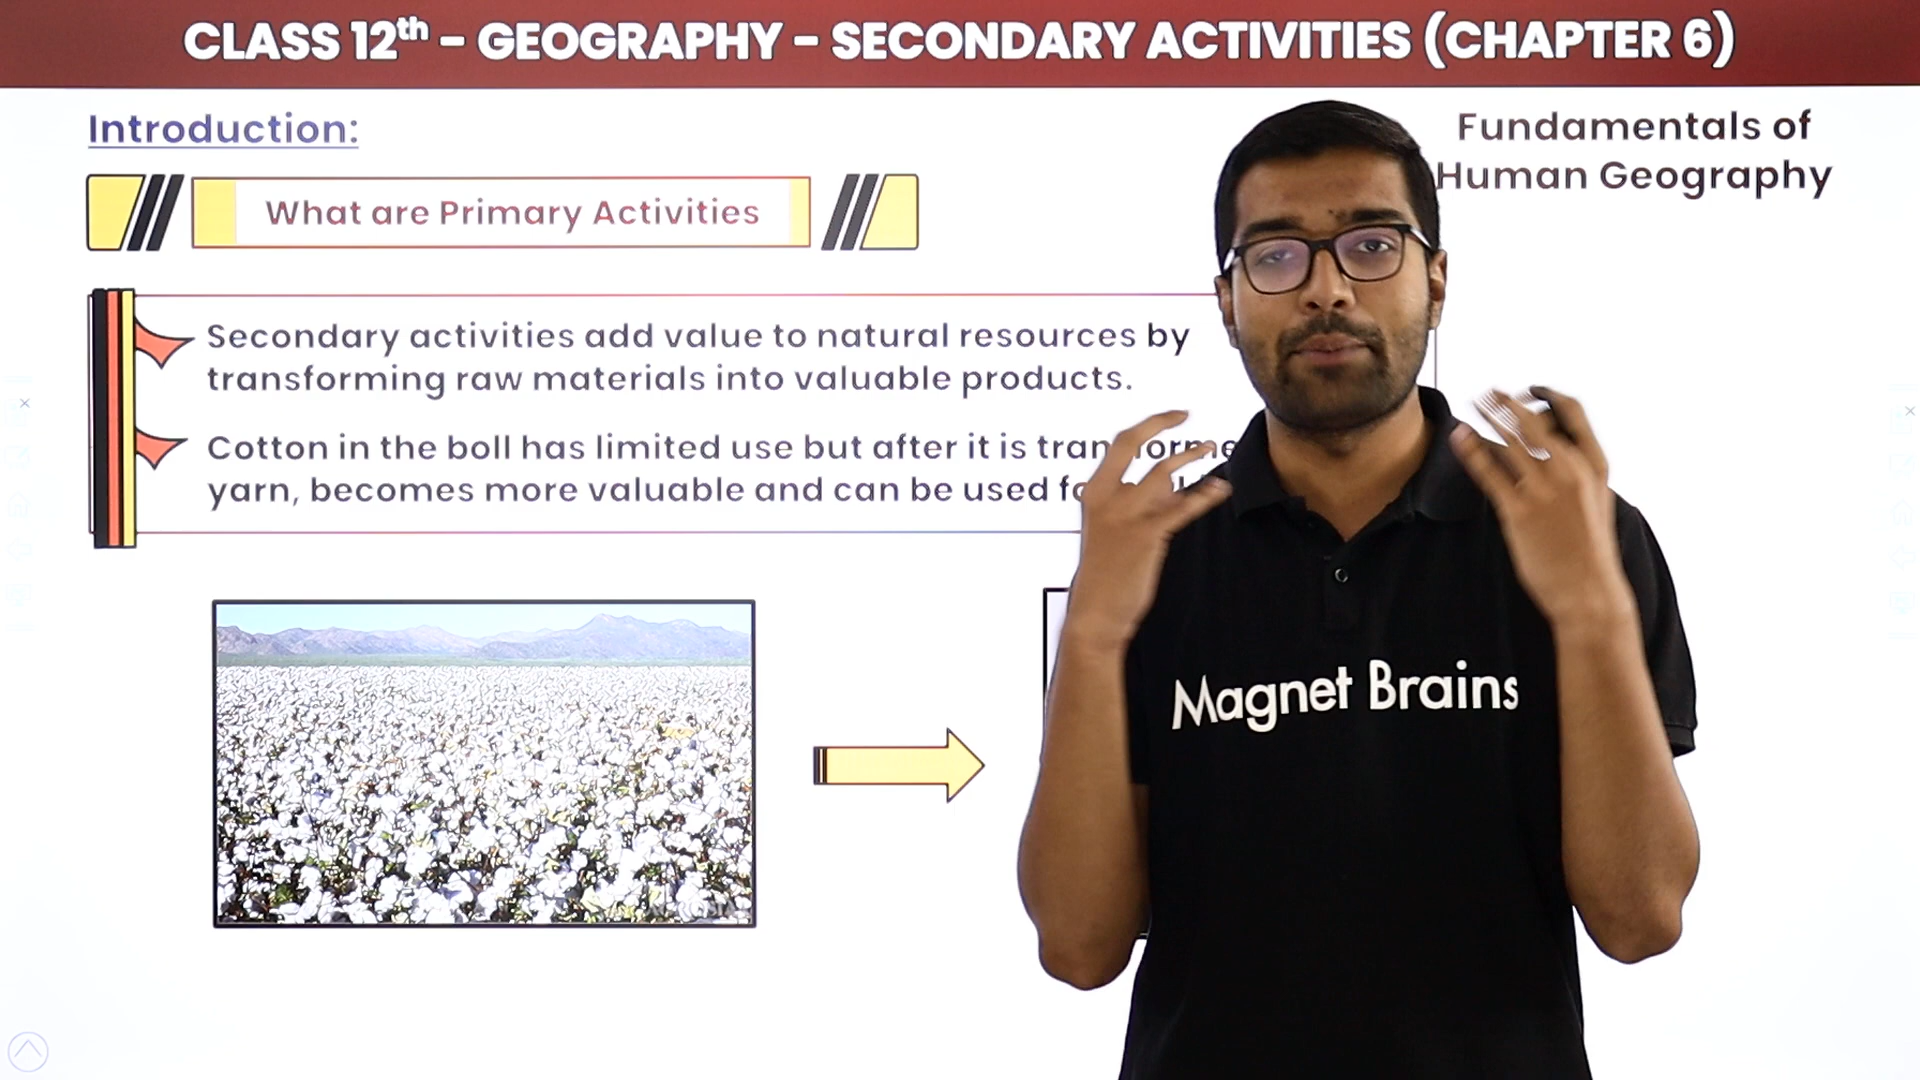 CLASS 12th - GEOGRAPHY - SECONDARY ACTIVITIES (CHAPTER 6)
Introduction:
Fundamentals of
Human Geography
What are Primary Activities
Secondary activities add value to natural resources by
transforming raw materials into valuable products.
Cotton in the boll has limited use but after it is
yarn, becomes more valuable and can be used
Magnet Brains